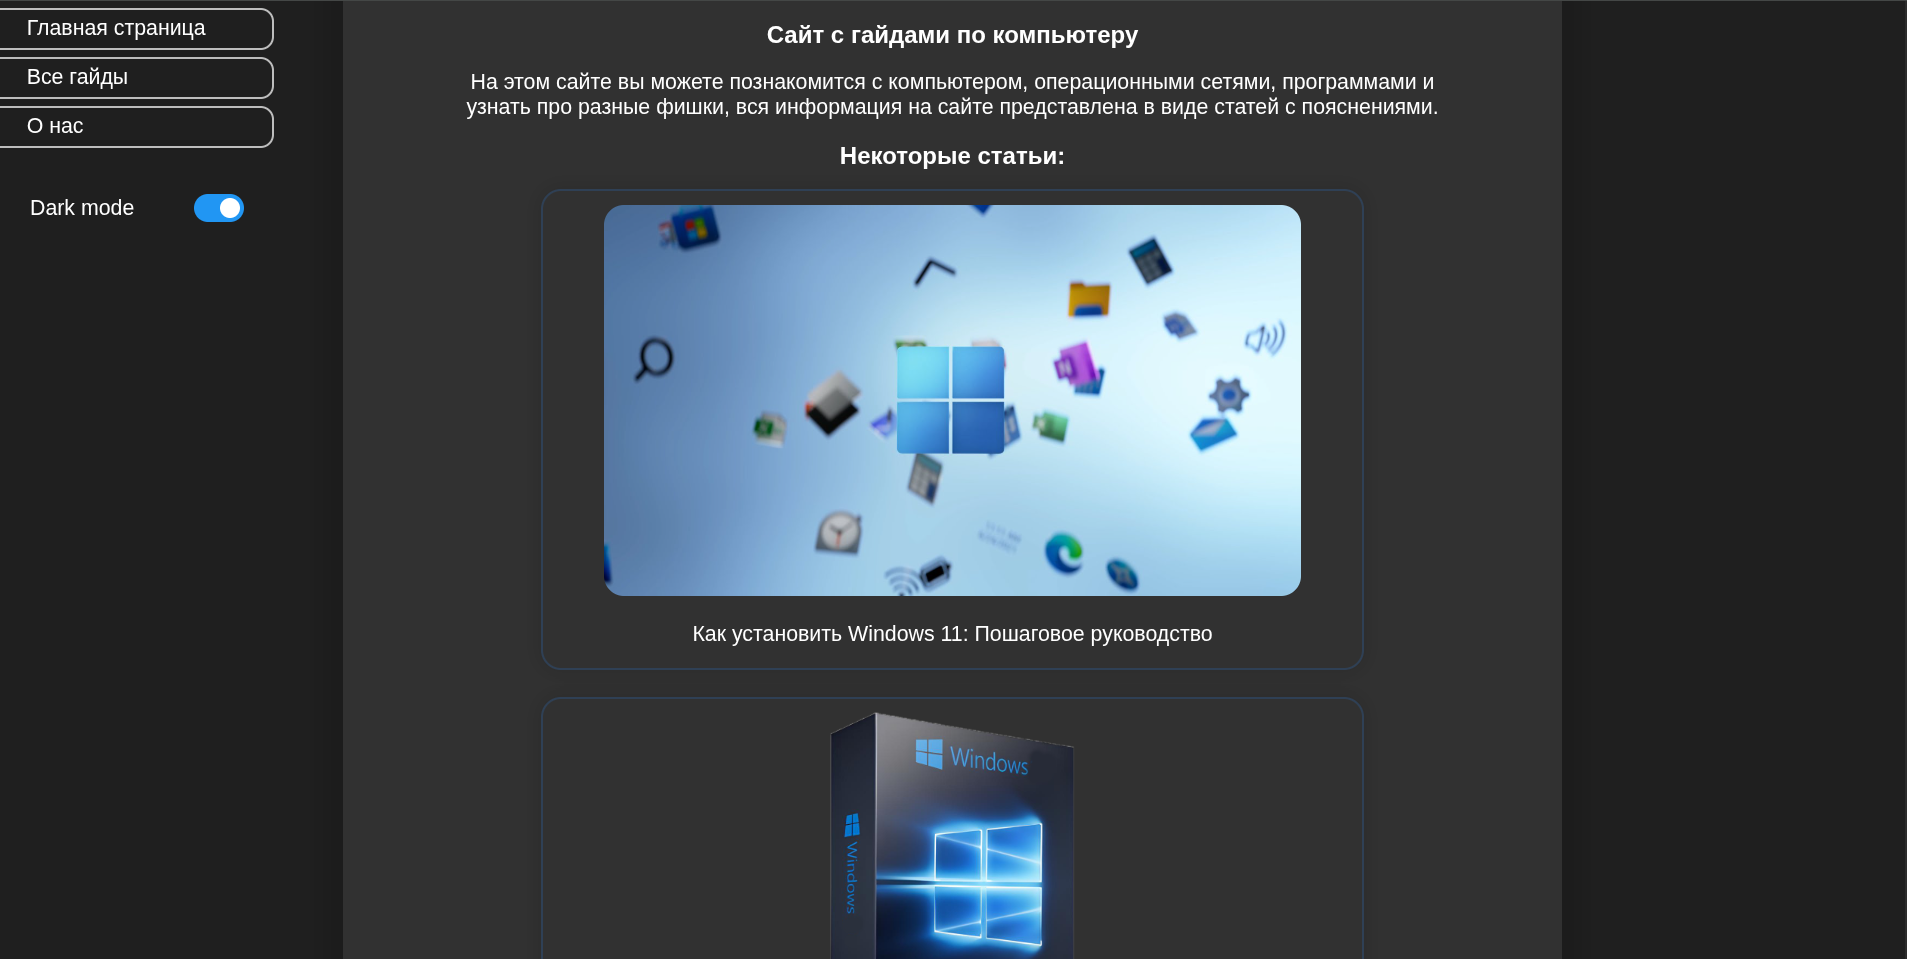 Главная страница
Все гайды
О нас
Dark mode
Сайт с гайдами по компьютеру
На этом сайте вы можете познакомится с компьютером, операционными сетями, программами и
узнать про разные фишки, вся информация на сайте представлена в виде статей с пояснениями.
Некоторые статьи:
Как установить Windows 11: Пошаговое руководство
Windows
Windows